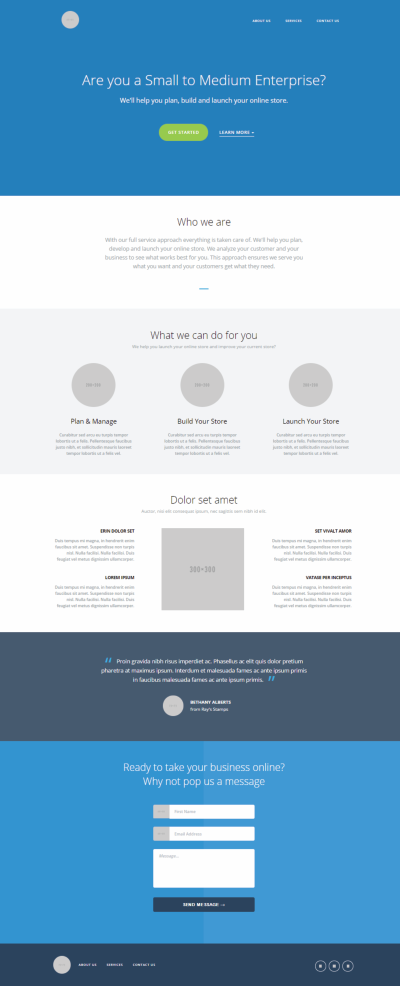 ABOUT US SERVICES CONTACT US
Are you a Small to Medium Enterprise?
We'll help you plan, build and launch your online store.
GET STARTED LEARN MORE
Who we are
With our full service approach everything is taken care of. We'll help you plan,
develop and launch your online store. We analyze your company and your
business to see what works best for you. This approach ensures we serve you
what you want and your customers get what they need.
What we can do for you
We help you launch your online store and improve your current store?
Plan & Manage
Curabitur sed arcu eu turpis tempor
lobortis ut a felis. Pellentesque faucibus
justo nibh, et sollicitudin mauris laoreet
tempor lobortis ut a felis vel.
Build Your Store
Curabitur sed arcu eu turpis tempor
lobortis ut a felis. Pellentesque faucibus
justo nibh, et sollicitudin mauris laoreet
tempor lobortis ut a felis vel.
Launch Your Store
Curabitur sed arcu eu turpis tempor
lobortis ut a felis. Pellentesque faucibus
justo nibh, et sollicitudin mauris laoreet
tempor lobortis ut a felis vel.
Dolor set amet
Auctor, nisl elit consequat ipsum, nec sagittis sem nibh id elit.
ERIN DOLOR SET
Duis tempus mi magna, in hendrerit ante
faucibus sit amet. Suspendisse non turpis
nisl. Nulla facilisi. Nulla facilisi. Duis
feugiat vel metus dignissim ullamcorper.
LOREM IPSUM
Duis tempus mi magna, in hendrerit ante
faucibus sit amet. Suspendisse non turpis
nisl. Nulla facilisi. Nulla facilisi. Duis
feugiat vel metus dignissim ullamcorper.
300×300
SET VIVALT AMOR
Duis tempus mi magna, in hendrerit ante
faucibus sit amet. Suspendisse non turpis
nisl. Nulla facilisi. Nulla facilisi. Duis
feugiat vel metus dignissim ullamcorper.
VATASE PER INCEPTUS
Duis tempus mi magna, in hendrerit ante
faucibus sit amet. Suspendisse non turpis
nisl. Nulla facilisi. Nulla facilisi. Duis
feugiat vel metus dignissim ullamcorper.
“ Proin gravida nibh risus imperdiet ac. Phasellus ac elit quis dolor pretium
pharetra at maximus ipsum. Interdum et malesuada fames ac ante ipsum primis
in faucibus malesuada fames ac ante ipsum primis. ”
BETHANY ALBERTS
from Ray's Stamps
Ready to take your business online?
Why not pop us a message
First Name
Email Address
Message...
SEND MESSAGE →
ABOUT US SERVICES CONTACT US